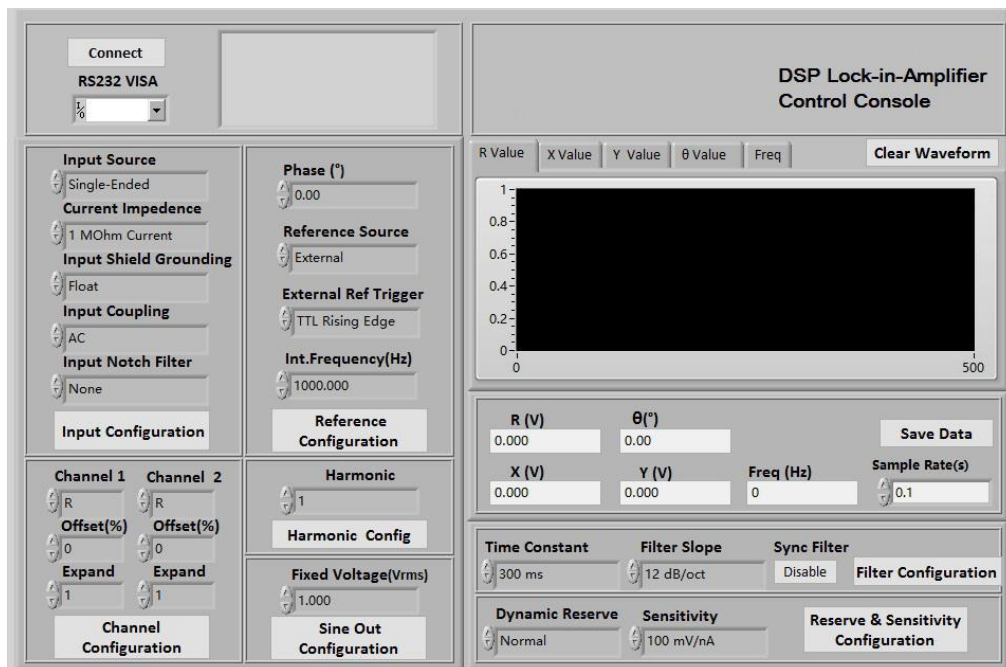 Connect
RS232 VISA
I/O
DSP Lock-in-Amplifier
Control Console
Input Source
Single-Ended
Current Impedence
1 MOhm Current
Input Shield Grounding
Float
Input Coupling
AC
Input Notch Filter
None
Input Configuration
Phase (°)
0.00
Reference Source
External
External Ref Trigger
TTL Rising Edge
Int.Frequency(Hz)
1000.000
Reference
Configuration
R Value X Value Y Value θ Value Freq
Clear Waveform
1
0.8
0.6
0.4
0.2
0
0 500
R (V) θ(°)
0.000 0.00
Save Data
X (V) Y (V) Freq (Hz) Sample Rate(s)
0.000 0.000 0 0.1
Channel 1 Channel 2
R R
Offset(%) Offset(%)
0 0
Expand Expand
1 1
Channel
Configuration
Harmonic
1
Harmonic Config
Fixed Voltage(Vrms)
1.000
Sine Out
Configuration
Time Constant Filter Slope Sync Filter
300 ms 12 dB/oct Disable Filter Configuration
Dynamic Reserve Sensitivity
Normal 100 mV/nA
Reserve & Sensitivity
Configuration